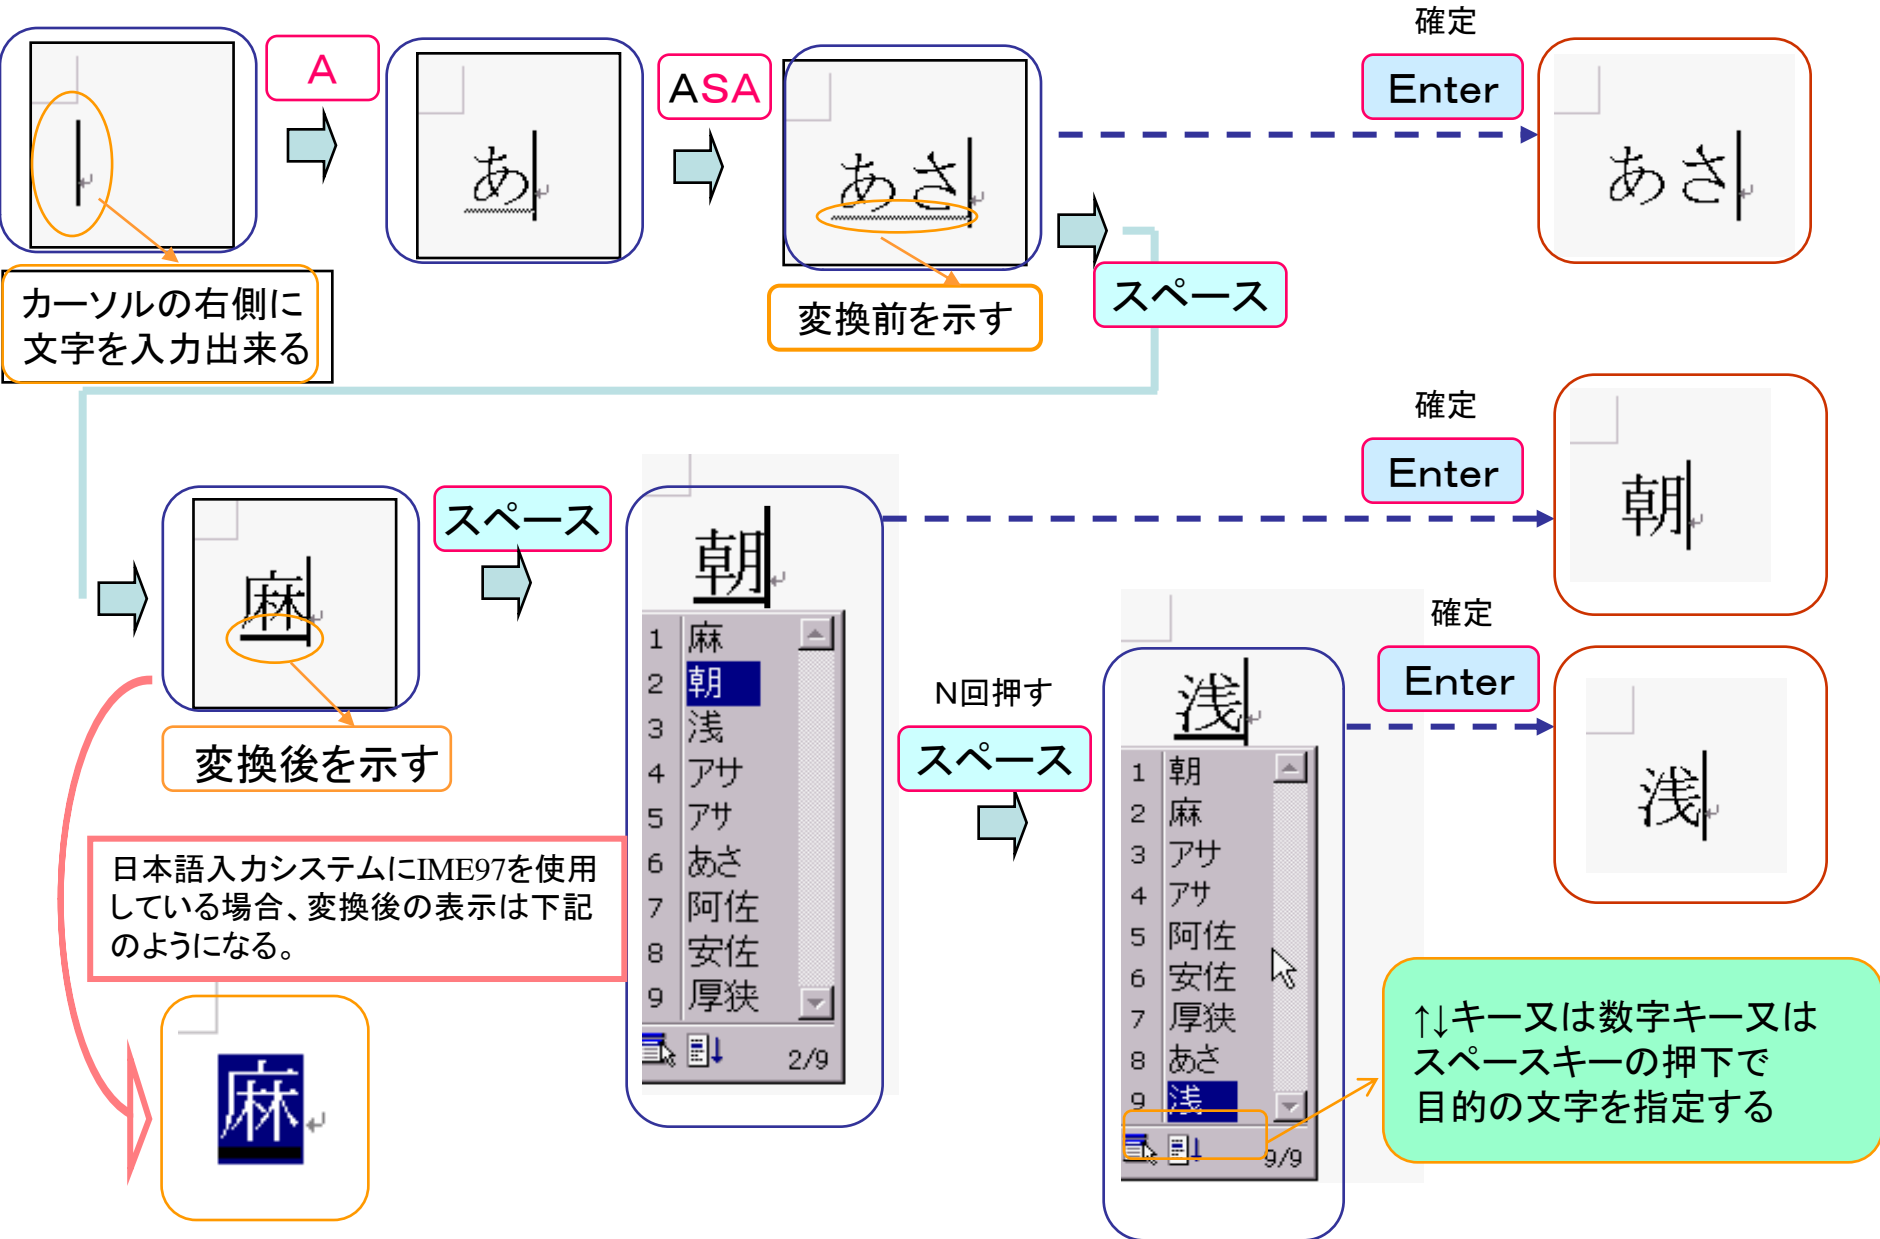 A
あ
ASA
あさ
確定
Enter
あさ
カーソルの右側に
文字を入力出来る
変換前を示す
スペース
麻
変換後を示す
スペース
朝
1 麻
2 朝
3 浅
4 アサ
5 ｱｻ
6 あさ
7 阿佐
8 安佐
9 厚狭
2/9
確定
Enter
朝
N回押す
スペース
浅
1 朝
2 麻
3 アサ
4 ｱｻ
5 阿佐
6 安佐
7 厚狭
8 あさ
9 浅
9/9
確定
Enter
浅
日本語入力システムにIME97を使用
している場合、変換後の表示は下記
のようになる。
麻
↑↓キー又は数字キー又は
スペースキーの押下で
目的の文字を指定する